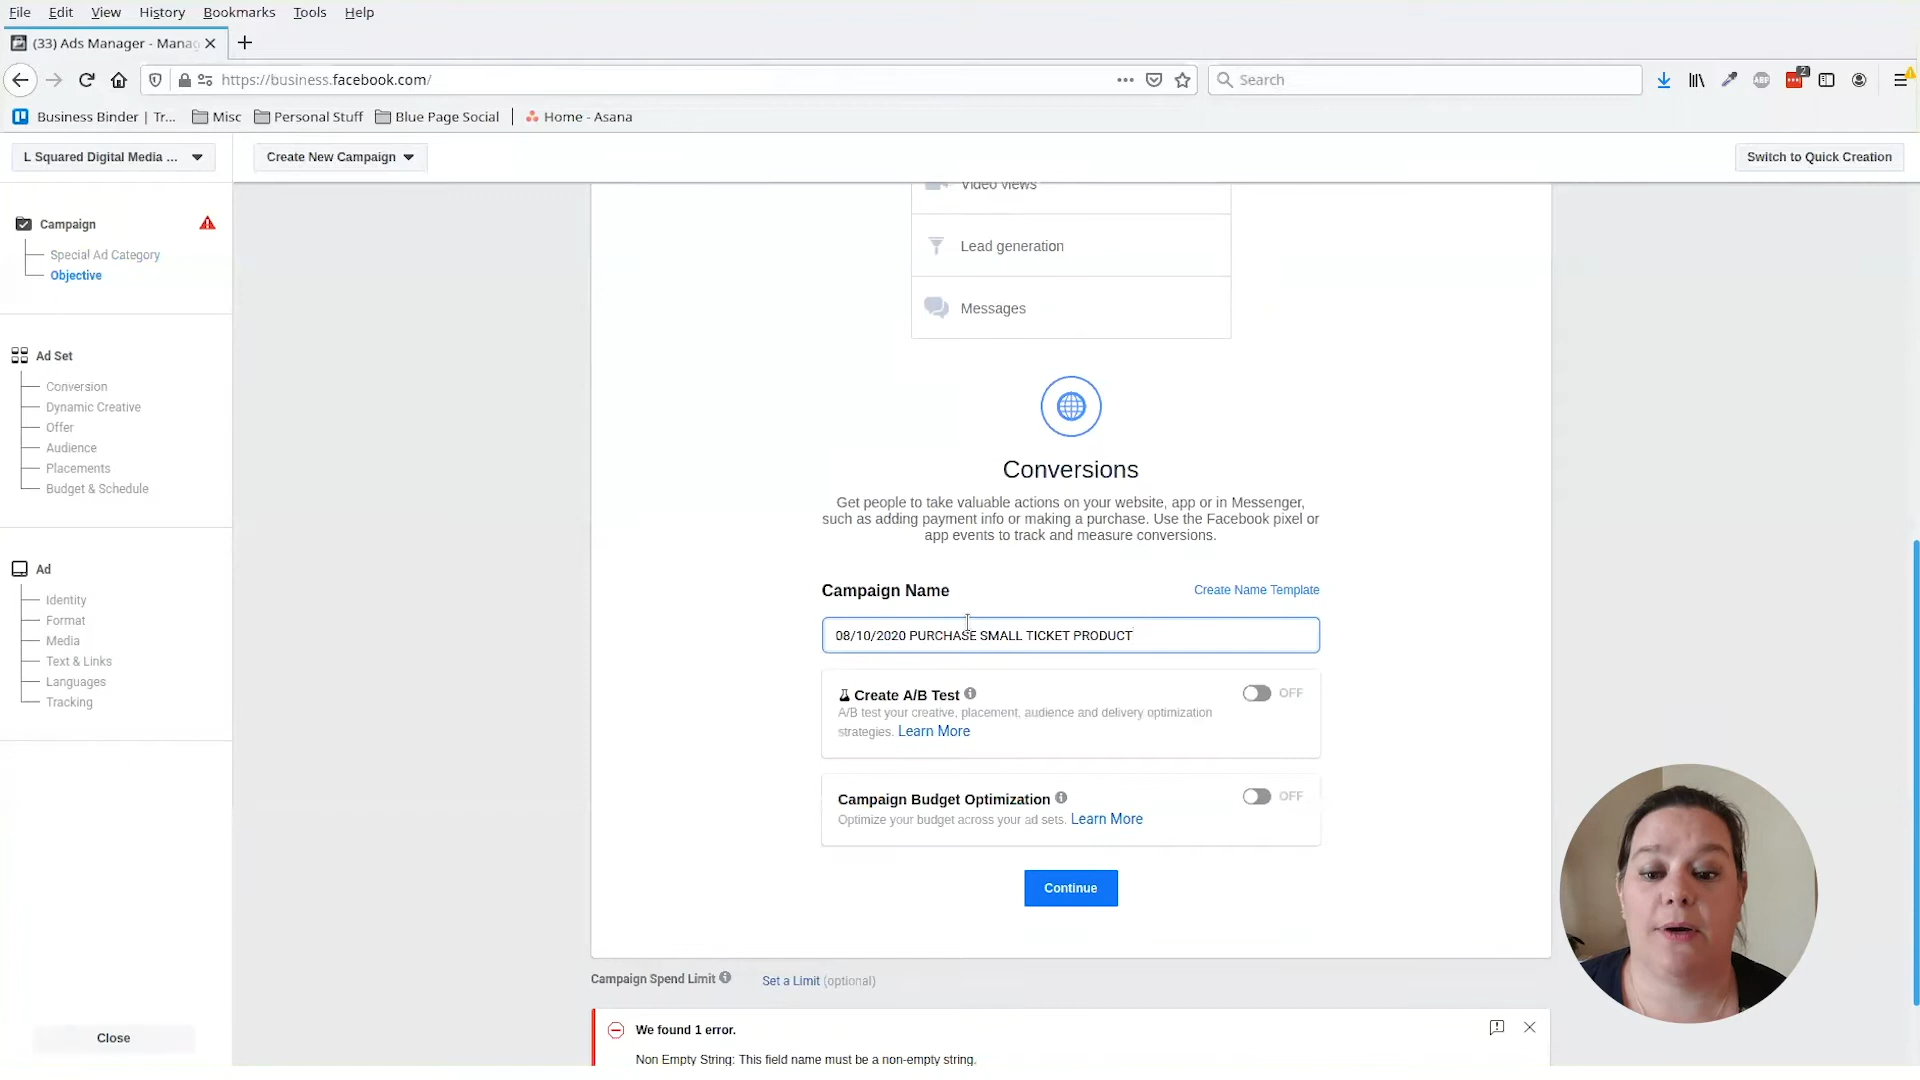 File Edit View History Bookmarks Tools Help
(33) Ads Manager - Manag
https://business.facebook.com/
Search
2
Business Binder | Tr... Misc Personal Stuff Blue Page Social Home - Asana
L Squared Digital Media ... Create New Campaign Switch to Quick Creation
Campaign
Special Ad Category
Objective
Ad Set
Conversion
Dynamic Creative
Offer
Audience
Placements
Budget & Schedule
Ad
Identity
Format
Media
Text & Links
Languages
Tracking
Close
Video views
Lead generation
Messages
Conversions
Get people to take valuable actions on your website, app or in Messenger,
such as adding payment info or making a purchase. Use the Facebook pixel or
app events to track and measure conversions.
Campaign Name Create Name Template
08/10/2020 PURCHASE SMALL TICKET PRODUCT
Create A/B Test OFF
A/B test your creative, placement, audience and delivery optimization
strategies. Learn More
Campaign Budget Optimization OFF
Optimize your budget across your ad sets. Learn More
Continue
Campaign Spend Limit Set a Limit (optional)
We found 1 error.
Non Empty String: This field name must be a non-empty string.